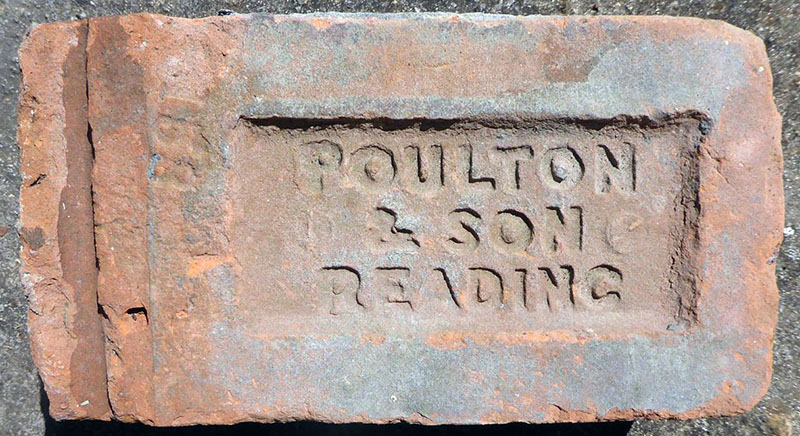 POULTON
& SON
READING